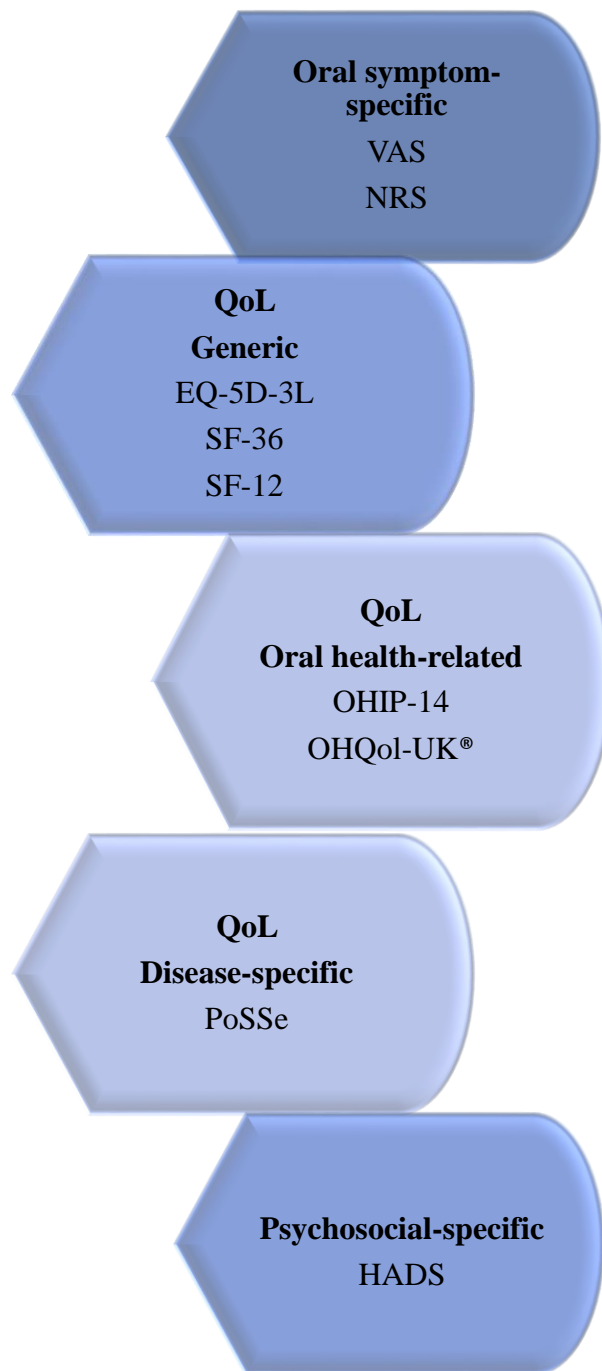 Oral symptom-
specific
VAS
NRS
QoL
Generic
EQ-5D-3L
SF-36
SF-12
QoL
Oral health-related
OHIP-14
OHQol-UK®
QoL
Disease-specific
PoSSe
Psychosocial-specific
HADS